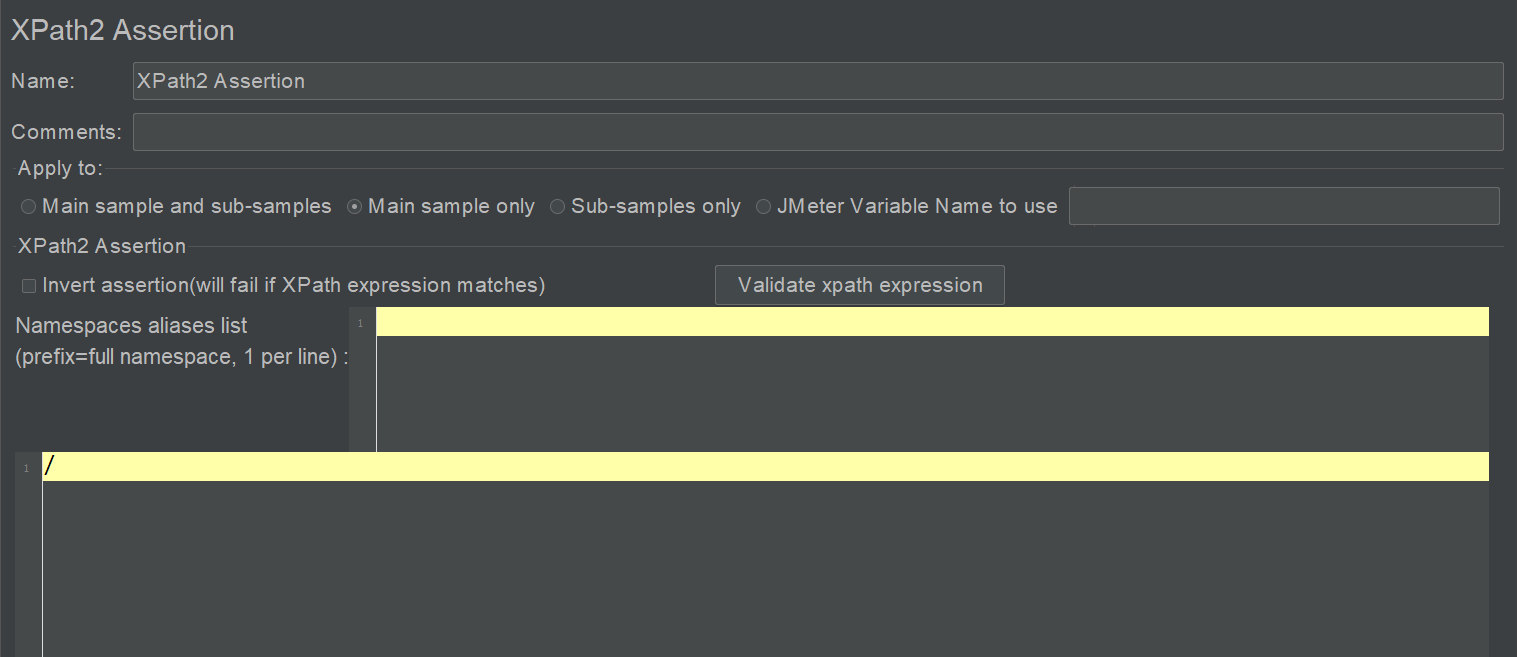 XPath2 Assertion
Name: XPath2 Assertion
Comments:
Apply to:
Main sample and sub-samples Main sample only Sub-samples only JMeter Variable Name to use
XPath2 Assertion
Invert assertion(will fail if XPath expression matches) Validate xpath expression
Namespaces aliases list 1
(prefix=full namespace, 1 per line) :
1 /